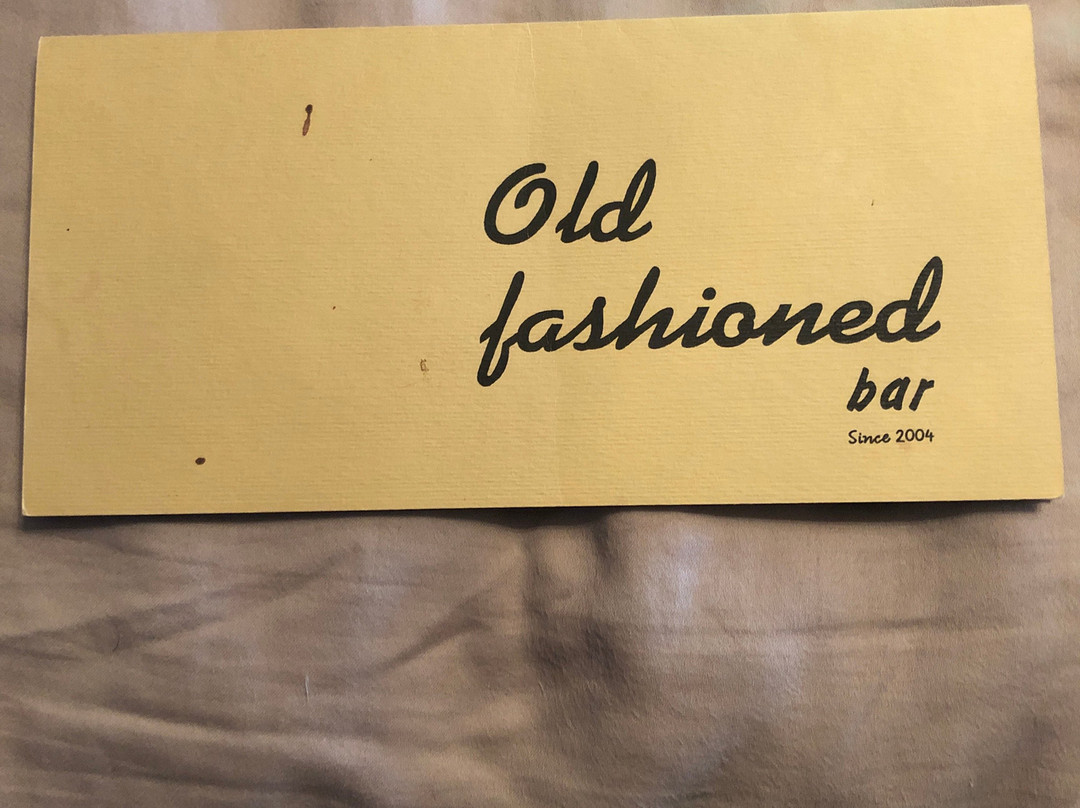 Old
fashioned
bar
Since 2004